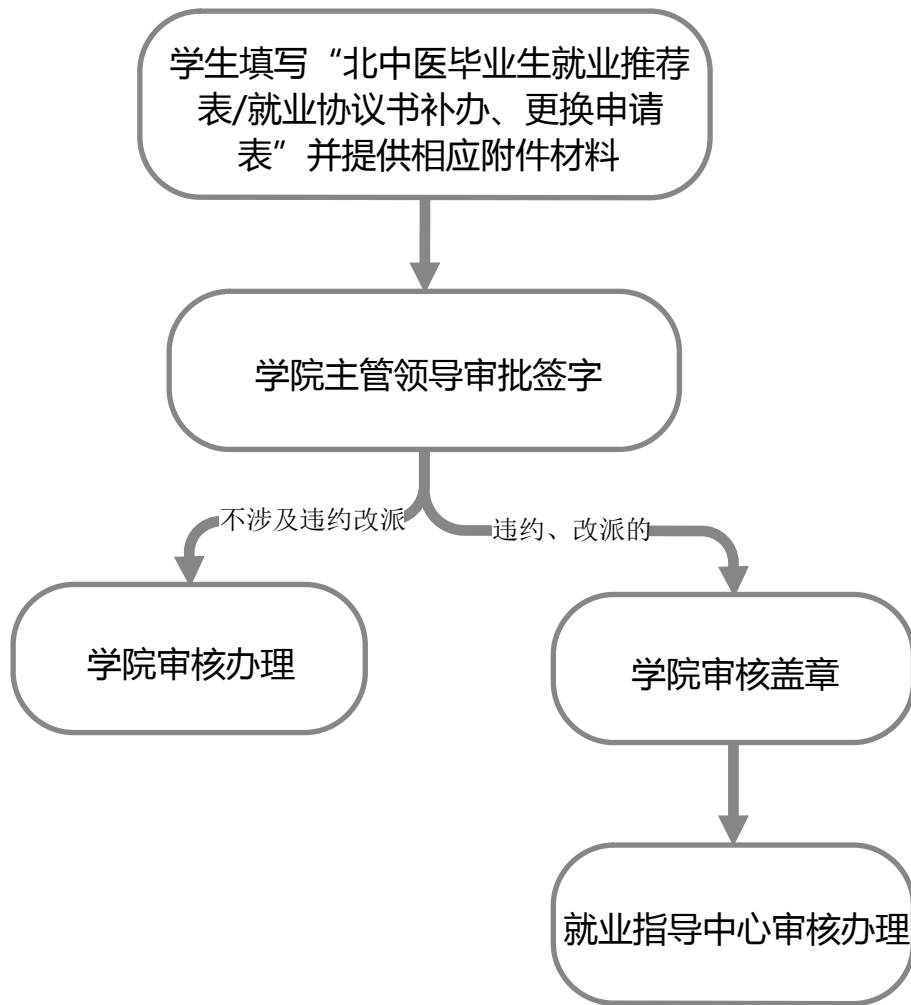 学生填写“北中医毕业生就业推荐
表/就业协议书补办、更换申请
表”并提供相应附件材料
学院主管领导审批签字
不涉及违约改派
违约、改派的
学院审核办理
学院审核盖章
就业指导中心审核办理